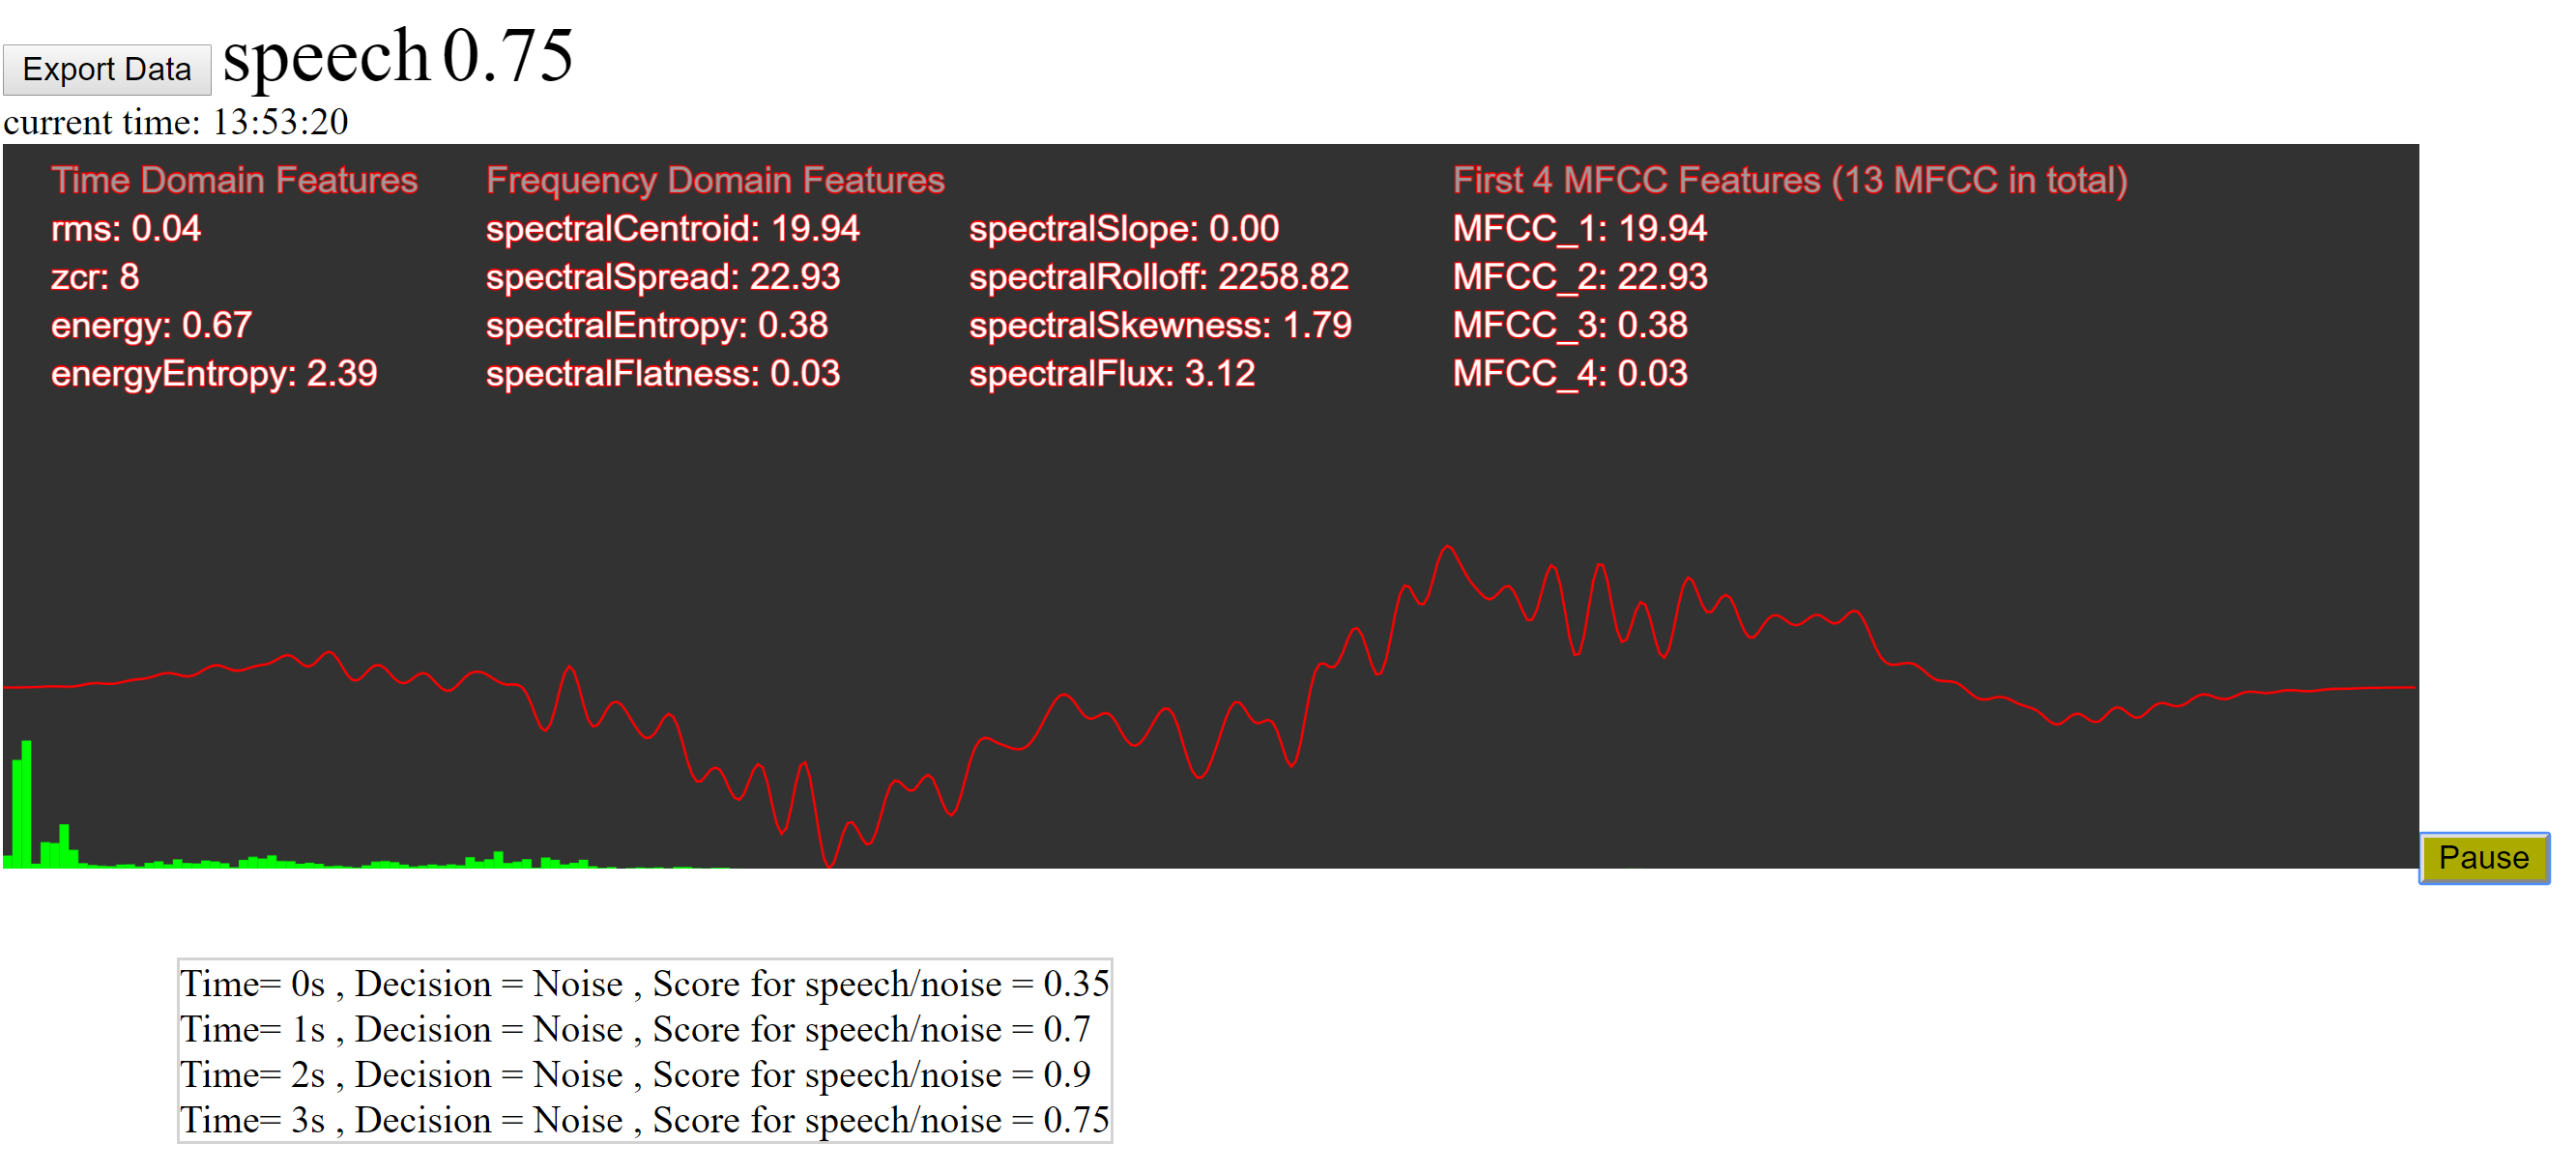 Export Data speech 0.75
current time: 13:53:20
Time Domain Features Frequency Domain Features First 4 MFCC Features (13 MFCC in total)
rms: 0.04 spectralCentroid: 19.94 spectralSlope: 0.00 MFCC_1: 19.94
zcr: 8 spectralSpread: 22.93 spectralRolloff: 2258.82 MFCC_2: 22.93
energy: 0.67 spectralEntropy: 0.38 spectralSkewness: 1.79 MFCC_3: 0.38
energyEntropy: 2.39 spectralFlatness: 0.03 spectralFlux: 3.12 MFCC_4: 0.03
Pause
Time= 0s , Decision = Noise , Score for speech/noise = 0.35
Time= 1s , Decision = Noise , Score for speech/noise = 0.7
Time= 2s , Decision = Noise , Score for speech/noise = 0.9
Time= 3s , Decision = Noise , Score for speech/noise = 0.75